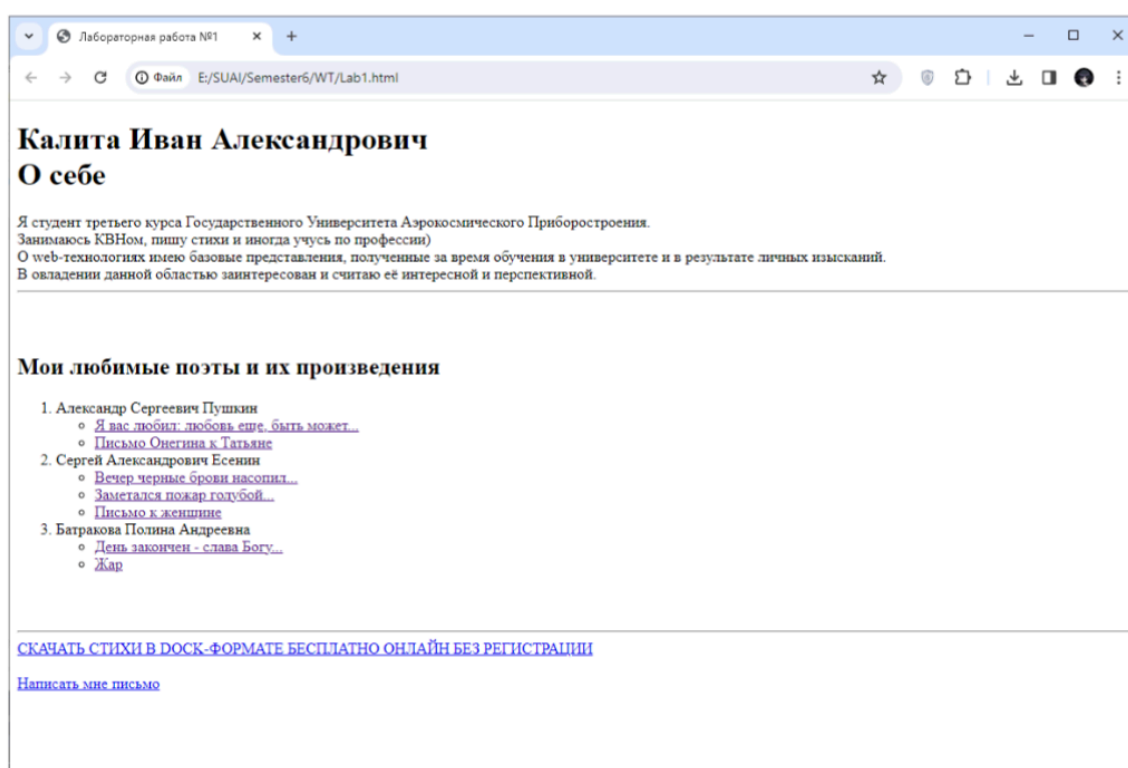 Лабораторная работа №1
Файл E:/SUAI/Semester6/WT/Lab1.html
Калита Иван Александрович
О себе
Я студент третьего курса Государственного Университета Аэрокосмического Приборостроения.
Занимаюсь КВНом, пишу стихи и иногда учусь по профессии)
О web-технологиях имею базовые представления, полученные за время обучения в университете и в результате личных изысканий.
В овладении данной областью заинтересован и считаю её интересной и перспективной.
Мои любимые поэты и их произведения
1. Александр Сергеевич Пушкин
Я вас любил: любовь еще, быть может...
Письмо Онегина к Татьяне
2. Сергей Александрович Есенин
Вечер черные брови насопил...
Заметался пожар голубой...
Письмо к женщине
3. Батракова Полина Андреевна
День закончен - слава Богу...
Жар
СКАЧАТЬ СТИХИ В DOCK-ФОРМАТЕ БЕСПЛАТНО ОНЛАЙН БЕЗ РЕГИСТРАЦИИ
Написать мне письмо